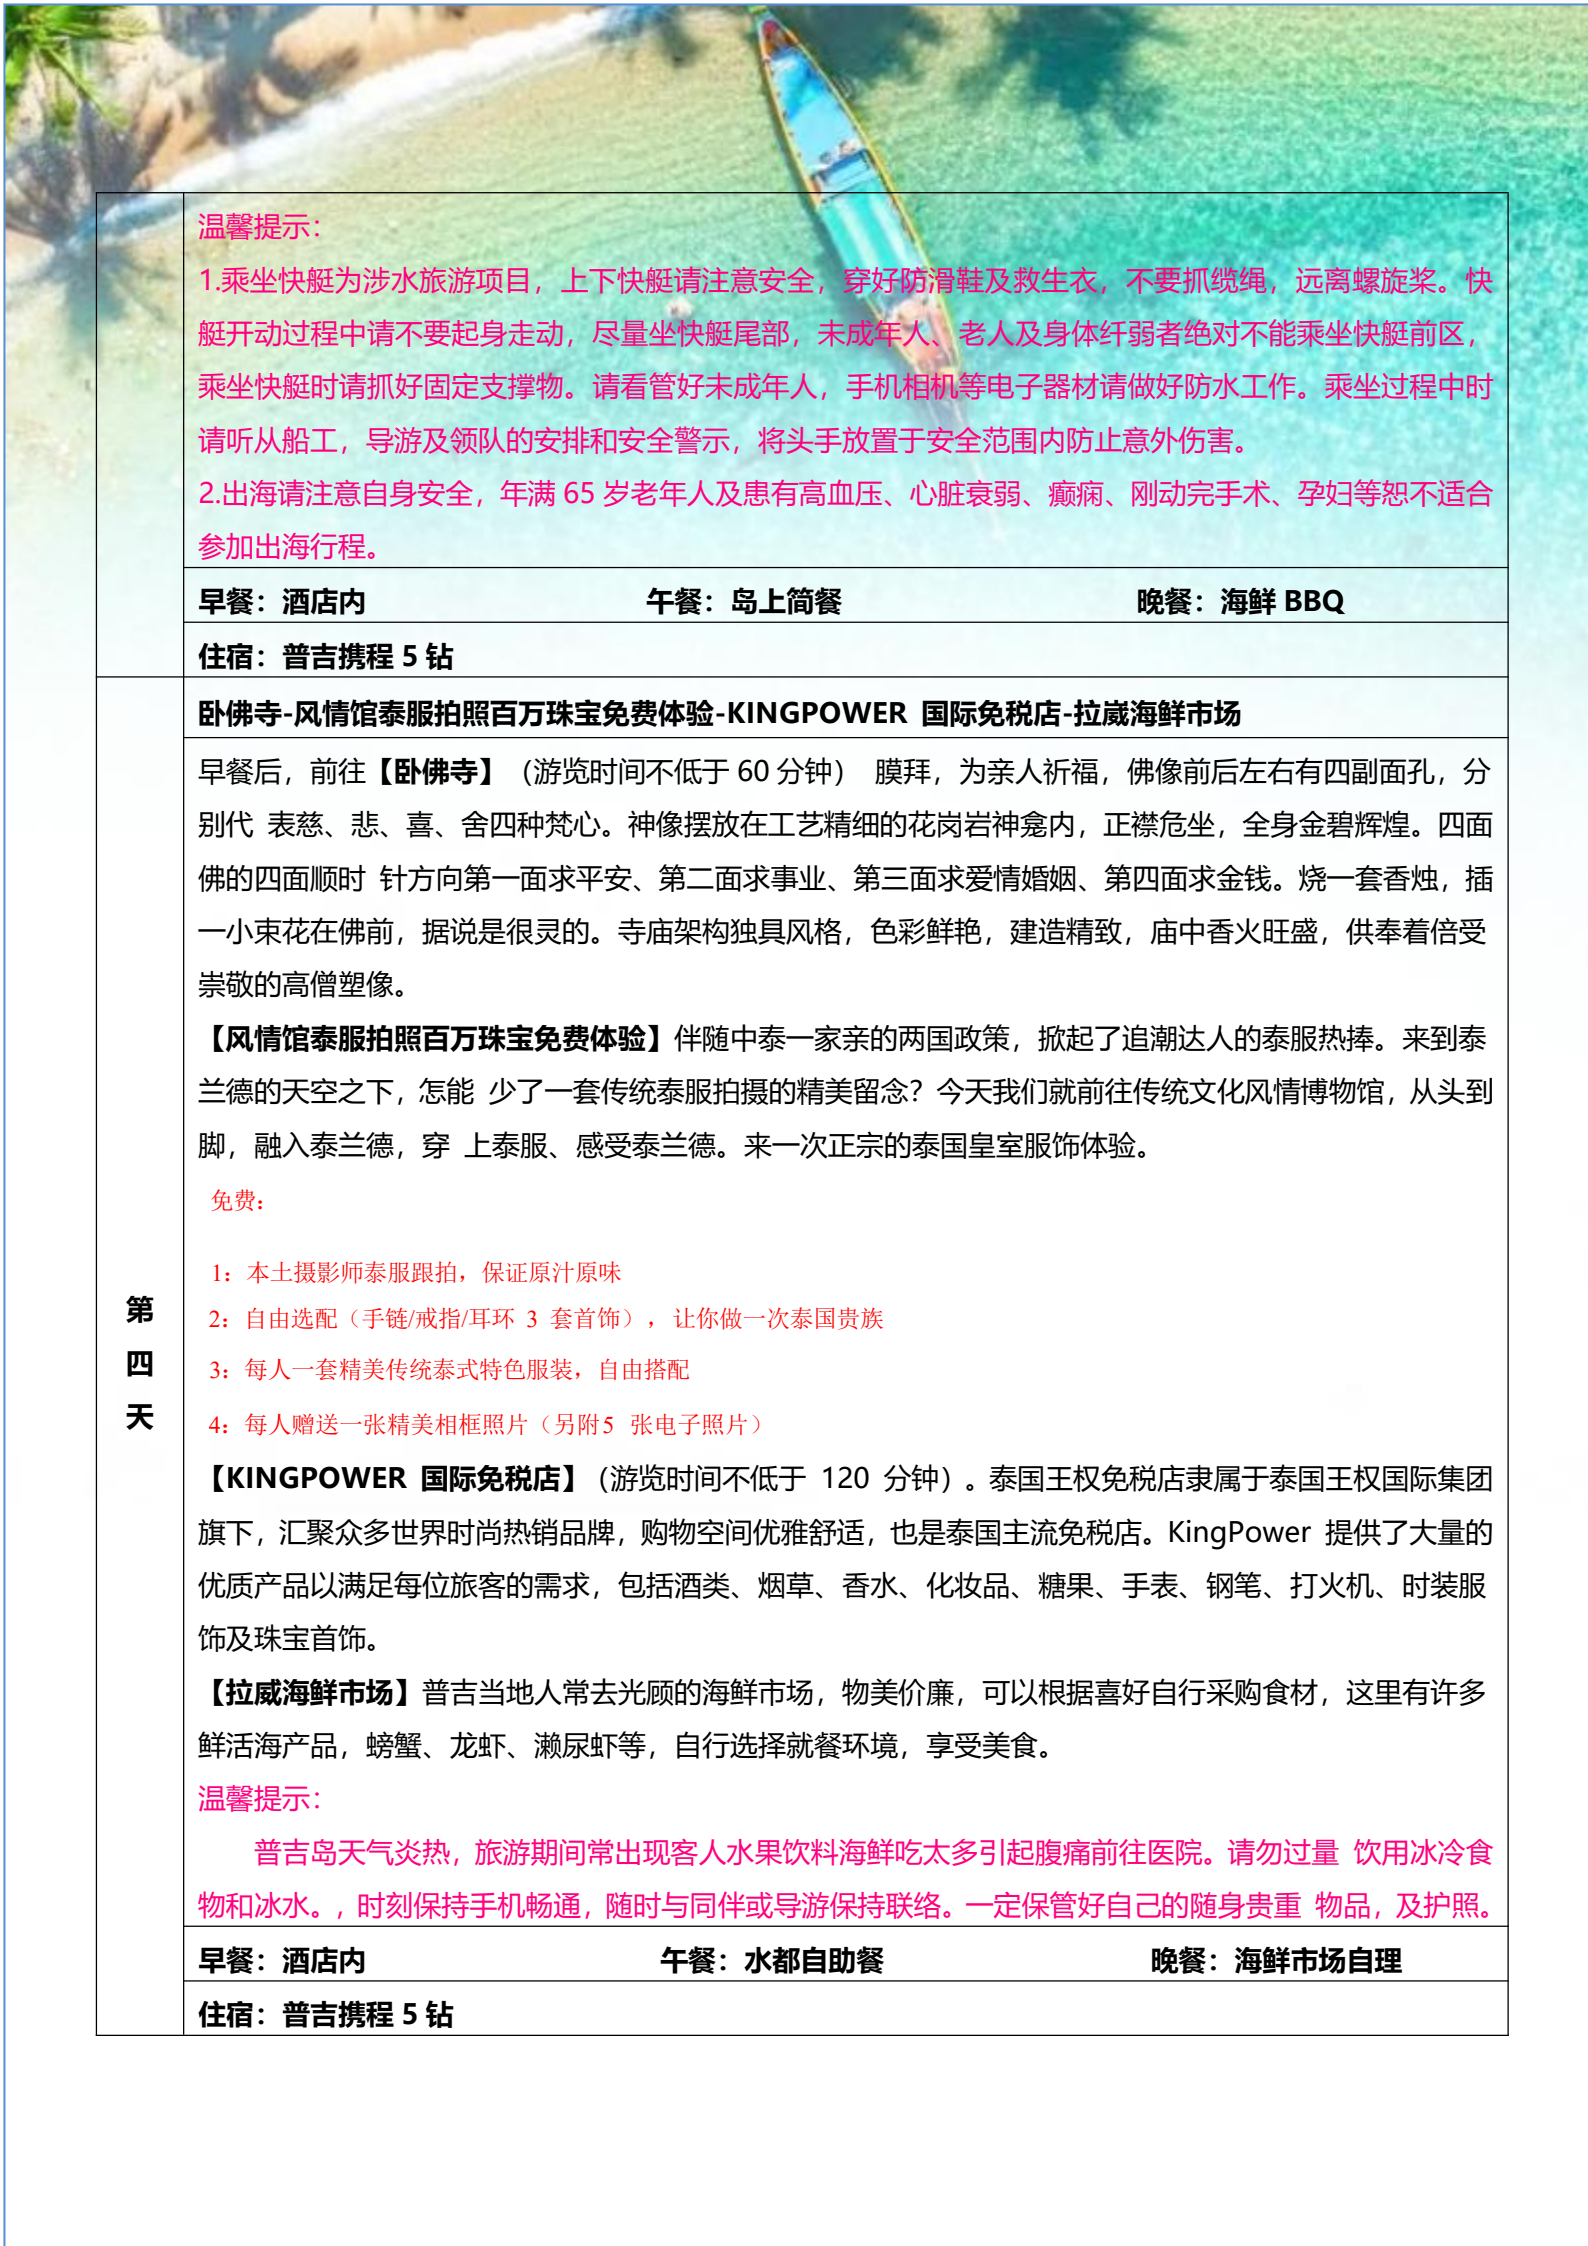 温馨提示：
1.乘坐快艇为涉水旅游项目，上下快艇请注意安全，穿好防滑鞋及救生衣，不要抓缆绳，远离螺旋桨。快
艇开动过程中请不要起身走动，尽量坐快艇尾部，未成年人、老人及身体纤弱者绝对不能乘坐快艇前区，
乘坐快艇时请抓好固定支撑物。请看管好未成年人，手机相机等电子器材请做好防水工作。乘坐过程中时
请听从船工，导游及领队的安排和安全警示，将头手放置于安全范围内防止意外伤害。
2.出海请注意自身安全，年满 65 岁老年人及患有高血压、心脏衰弱、癫痫、刚动完手术、孕妇等恕不适合
参加出海行程。
早餐：酒店内 午餐：岛上简餐 晚餐：海鲜 BBQ
住宿：普吉携程 5 钻
卧佛寺-风情馆泰服拍照百万珠宝免费体验-KINGPOWER 国际免税店-拉崴海鲜市场
早餐后，前往【卧佛寺】（游览时间不低于 60 分钟） 膜拜，为亲人祈福，佛像前后左右有四副面孔，分
别代 表慈、悲、喜、舍四种梵心。神像摆放在工艺精细的花岗岩神龛内，正襟危坐，全身金碧辉煌。四面
佛的四面顺时 针方向第一面求平安、第二面求事业、第三面求爱情婚姻、第四面求金钱。烧一套香烛，插
一小束花在佛前，据说是很灵的。寺庙架构独具风格，色彩鲜艳，建造精致，庙中香火旺盛，供奉着倍受
崇敬的高僧塑像。
【风情馆泰服拍照百万珠宝免费体验】伴随中泰一家亲的两国政策，掀起了追潮达人的泰服热捧。来到泰
兰德的天空之下，怎能 少了一套传统泰服拍摄的精美留念？今天我们就前往传统文化风情博物馆，从头到
脚，融入泰兰德，穿 上泰服、感受泰兰德。来一次正宗的泰国皇室服饰体验。
免费：
1：本土摄影师泰服跟拍，保证原汁原味
2：自由选配（手链/戒指/耳环 3 套首饰），让你做一次泰国贵族
3：每人一套精美传统泰式特色服装，自由搭配
4：每人赠送一张精美相框照片（另附5 张电子照片）
第
四
天
【KINGPOWER 国际免税店】（游览时间不低于 120 分钟）。泰国王权免税店隶属于泰国王权国际集团
旗下，汇聚众多世界时尚热销品牌，购物空间优雅舒适，也是泰国主流免税店。KingPower 提供了大量的
优质产品以满足每位旅客的需求，包括酒类、烟草、香水、化妆品、糖果、手表、钢笔、打火机、时装服
饰及珠宝首饰。
【拉威海鲜市场】普吉当地人常去光顾的海鲜市场，物美价廉，可以根据喜好自行采购食材，这里有许多
鲜活海产品，螃蟹、龙虾、濑尿虾等，自行选择就餐环境，享受美食。
温馨提示：
普吉岛天气炎热，旅游期间常出现客人水果饮料海鲜吃太多引起腹痛前往医院。请勿过量 饮用冰冷食
物和冰水。，时刻保持手机畅通，随时与同伴或导游保持联络。一定保管好自己的随身贵重 物品，及护照。
早餐：酒店内 午餐：水都自助餐 晚餐：海鲜市场自理
住宿：普吉携程 5 钻